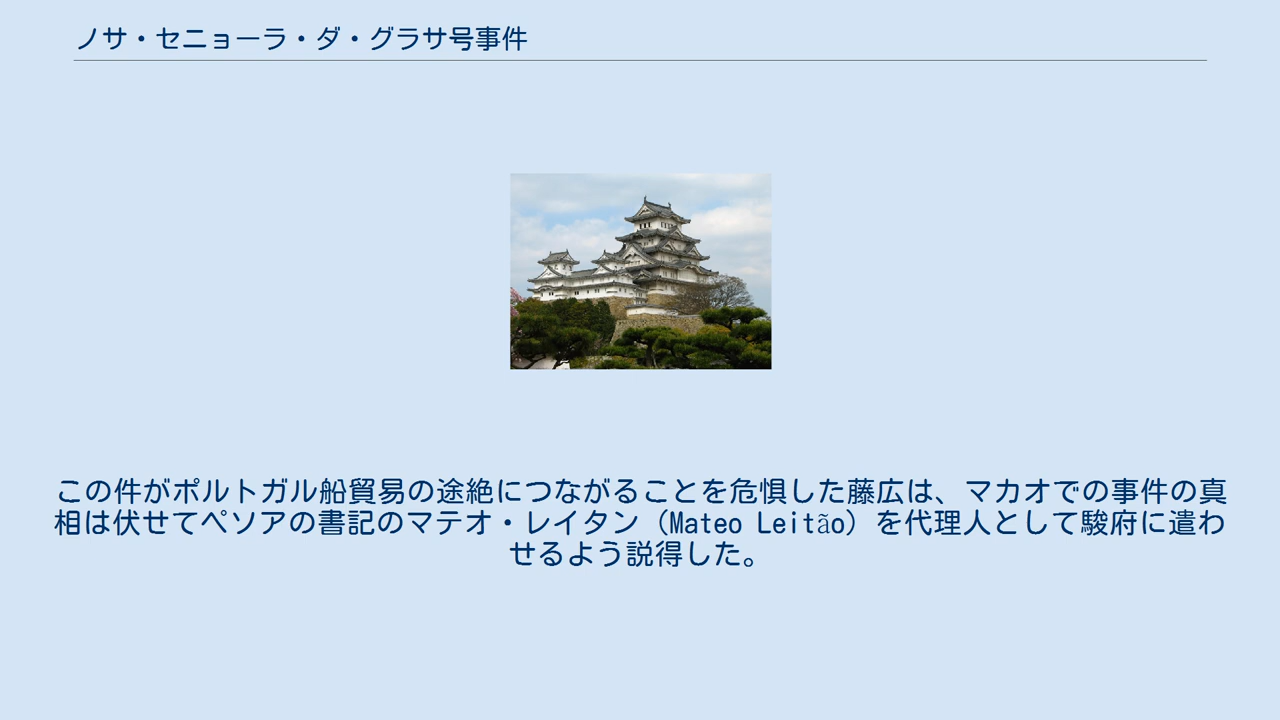 ノサ・セニョーラ・ダ・グラサ号事件
この件がポルトガル船貿易の途絶につながることを危惧した藤広は、マカオでの事件の真
相は伏せてペソアの書記のマテオ・レイタン（Mateo Leitão）を代理人として駿府に遣わ
せるよう説得した。